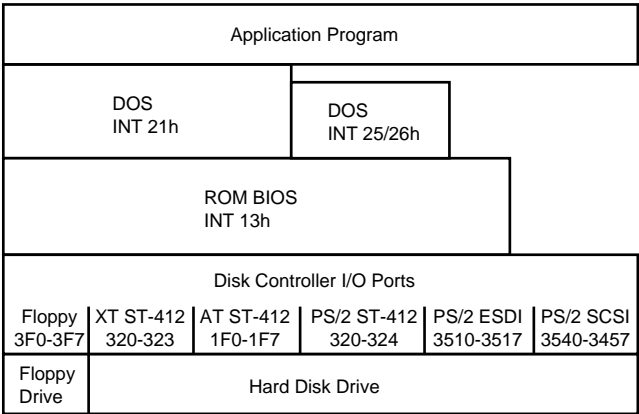 Application Program
DOS
INT 21h
DOS
INT 25/26h
ROM BIOS
INT 13h
Disk Controller I/O Ports
Floppy
3F0-3F7
XT ST-412
320-323
AT ST-412
1F0-1F7
PS/2 ST-412
320-324
PS/2 ESDI
3510-3517
PS/2 SCSI
3540-3457
Floppy
Drive
Hard Disk Drive